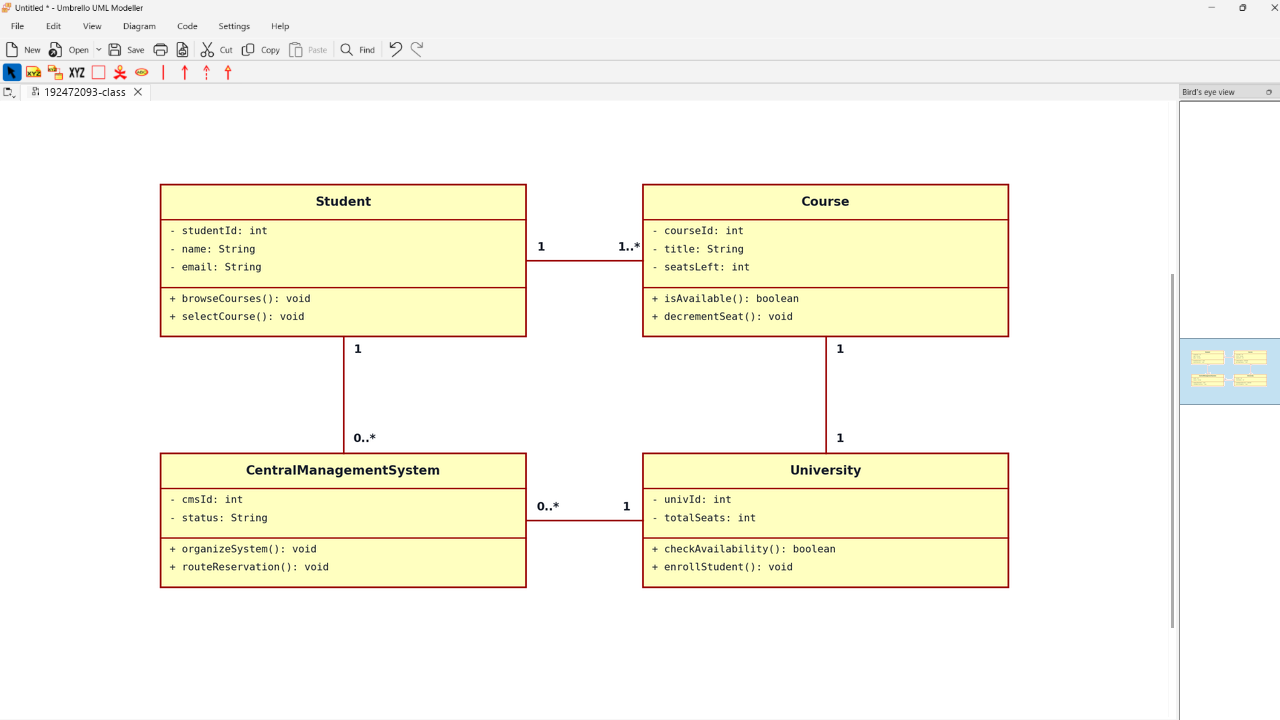 Untitled * - Umbrello UML Modeller
File Edit View Diagram Code Settings Help
New Open Save Cut Copy Paste Find
XYZ XYZ
192472093-class
Bird's eye view
Student
- studentId: int
- name: String
- email: String
+ browseCourses(): void
+ selectCourse(): void
1 1..*
Course
- courseId: int
- title: String
- seatsLeft: int
+ isAvailable(): boolean
+ decrementSeat(): void
1
0..*
1
1
CentralManagementSystem
- cmsId: int
- status: String
+ organizeSystem(): void
+ routeReservation(): void
0..* 1
University
- univId: int
- totalSeats: int
+ checkAvailability(): boolean
+ enrollStudent(): void